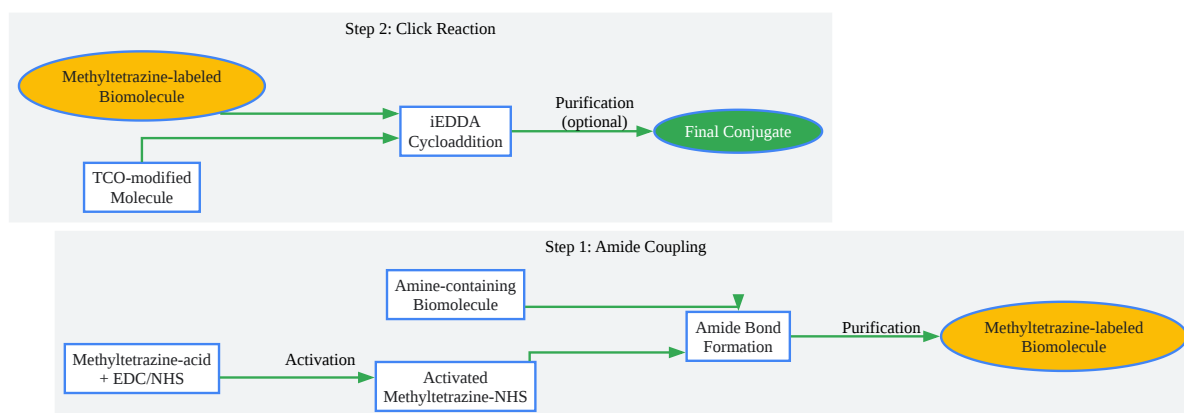 Step 2: Click Reaction
Methyltetrazine-labeled
Biomolecule
TCO-modified
Molecule
iEDDA
Cycloaddition
Purification
(optional)
Final Conjugate
Step 1: Amide Coupling
Amine-containing
Biomolecule
Methyltetrazine-acid
+ EDC/NHS
Activation
Activated
Methyltetrazine-NHS
Amide Bond
Formation
Purification
Methyltetrazine-labeled
Biomolecule